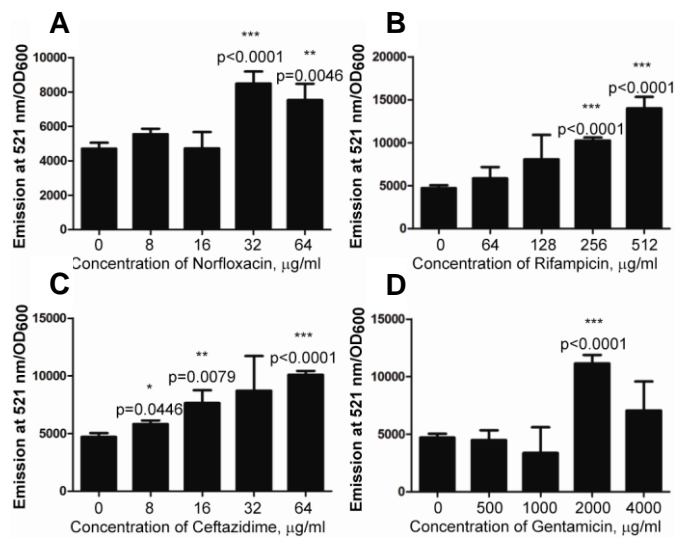 A
Emission at 521 nm/OD600
10000
8000
6000
4000
2000
0
***
p<0.0001
**
p=0.0046
0 8 16 32 64
Concentration of Norfloxacin, μg/ml
B
Emission at 521 nm/OD600
20000
15000
10000
5000
0
***
p<0.0001
***
p<0.0001
0 64 128 256 512
Concentration of Rifampicin, μg/ml
C
Emission at 521 nm/OD600
15000
10000
5000
0
*
p=0.0446
**
p=0.0079
***
p<0.0001
0 8 16 32 64
Concentration of Ceftazidime, μg/ml
D
Emission at 521 nm/OD600
15000
10000
5000
0
***
p<0.0001
0 500 1000 2000 4000
Concentration of Gentamicin, μg/ml